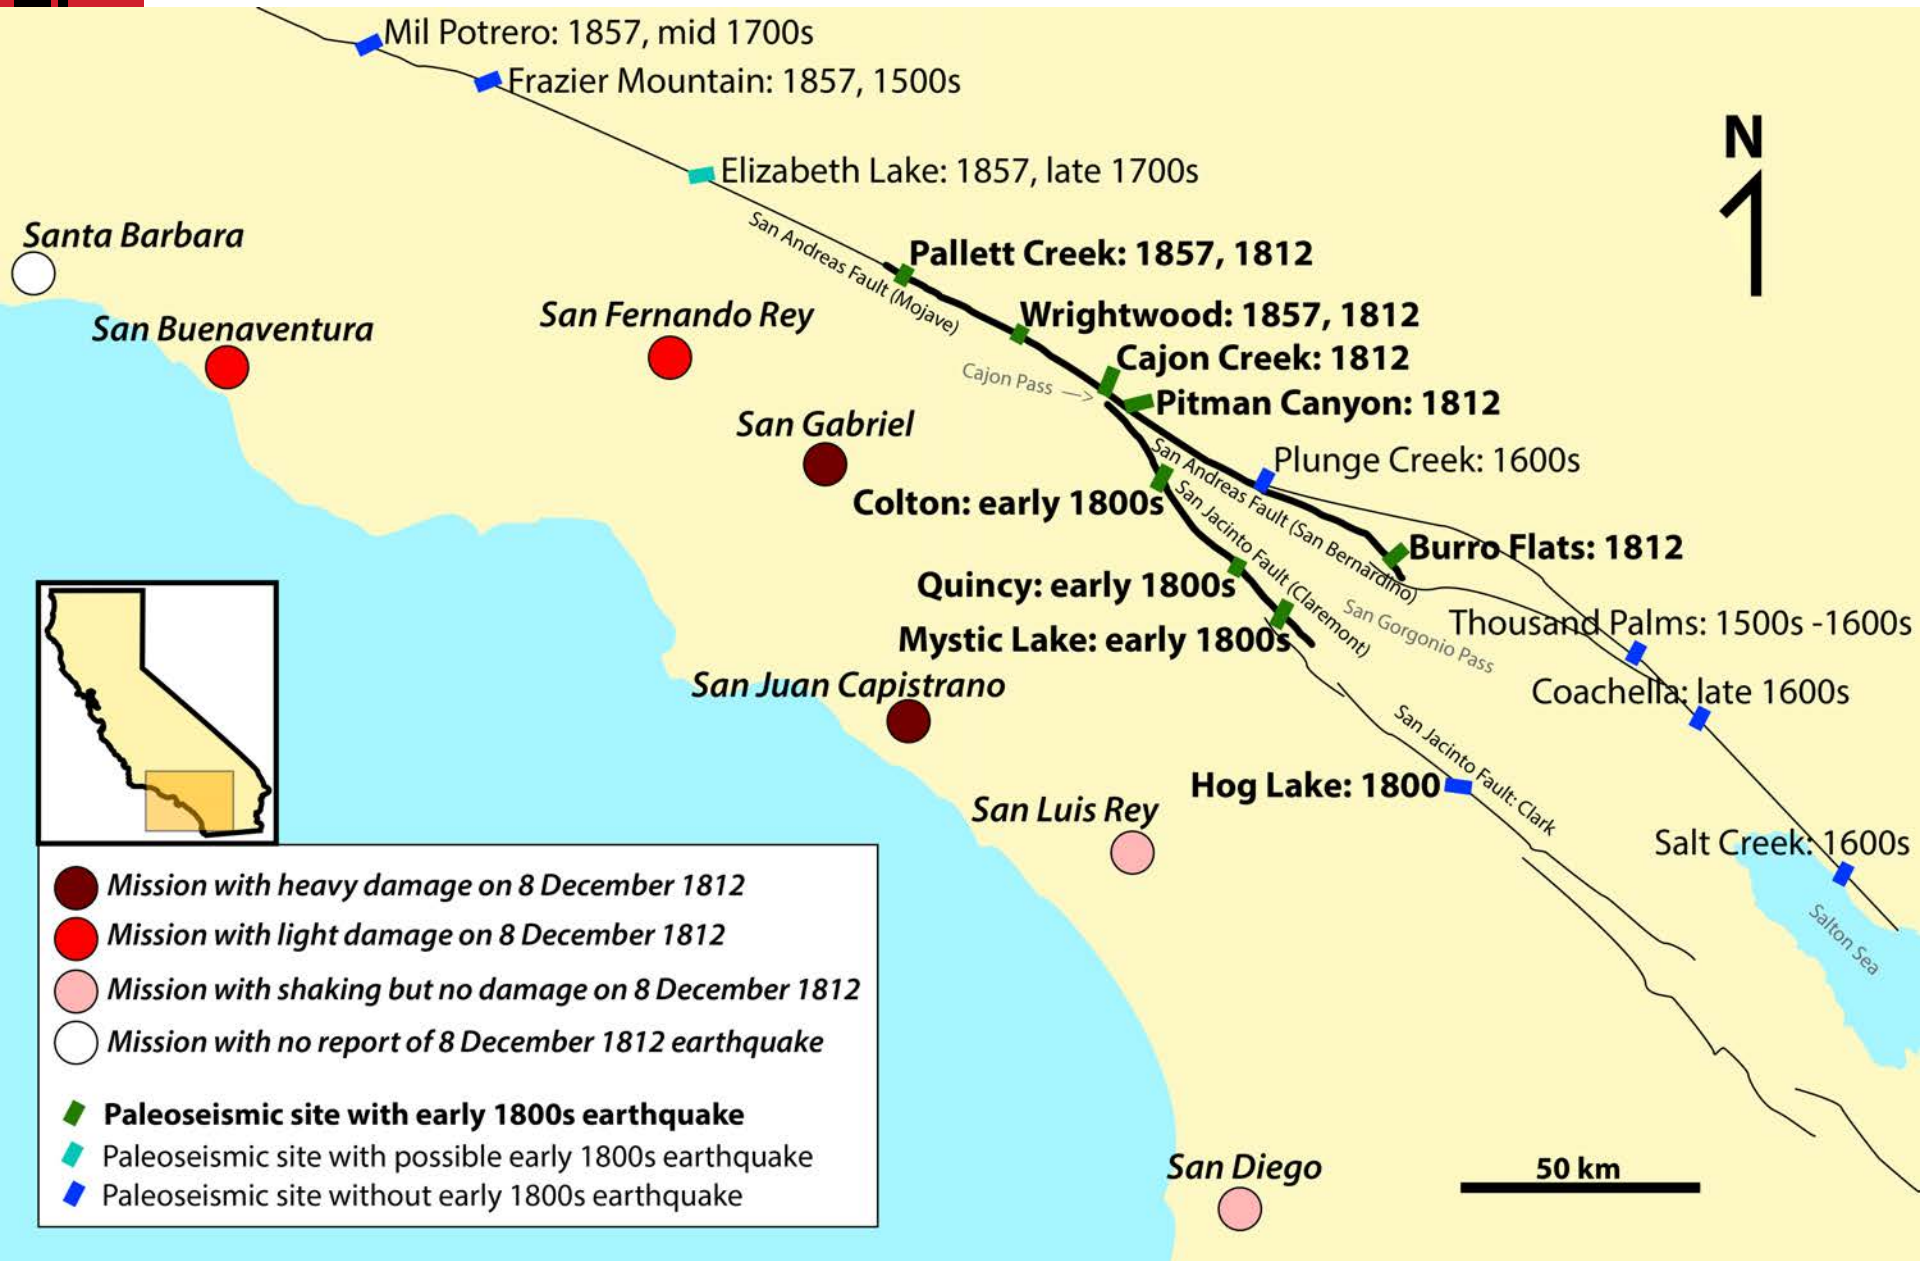 Mil Potrero: 1857, mid 1700s
Frazier Mountain: 1857, 1500s
N
Elizabeth Lake: 1857, late 1700s
San Andreas Fault (Mojave)
Santa Barbara
Pallett Creek: 1857, 1812
San Buenaventura
San Fernando Rey
Wrightwood: 1857, 1812
Cajon Creek: 1812
Cajon Pass
Pitman Canyon: 1812
San Gabriel
San Andreas Fault (San Bernardino)
Plunge Creek: 1600s
Colton: early 1800s
San Jacinto Fault (Claremont)
Burro Flats: 1812
Quincy: early 1800s
San Gorgonio Pass
Thousand Palms: 1500s -1600s
Mystic Lake: early 1800s
San Juan Capistrano
Coachella: late 1600s
San Jacinto Fault: Clark
Hog Lake: 1800
San Luis Rey
Salt Creek: 1600s
Salton Sea
Mission with heavy damage on 8 December 1812
Mission with light damage on 8 December 1812
Mission with shaking but no damage on 8 December 1812
Mission with no report of 8 December 1812 earthquake
Paleoseismic site with early 1800s earthquake
Paleoseismic site with possible early 1800s earthquake
Paleoseismic site without early 1800s earthquake
San Diego
50 km